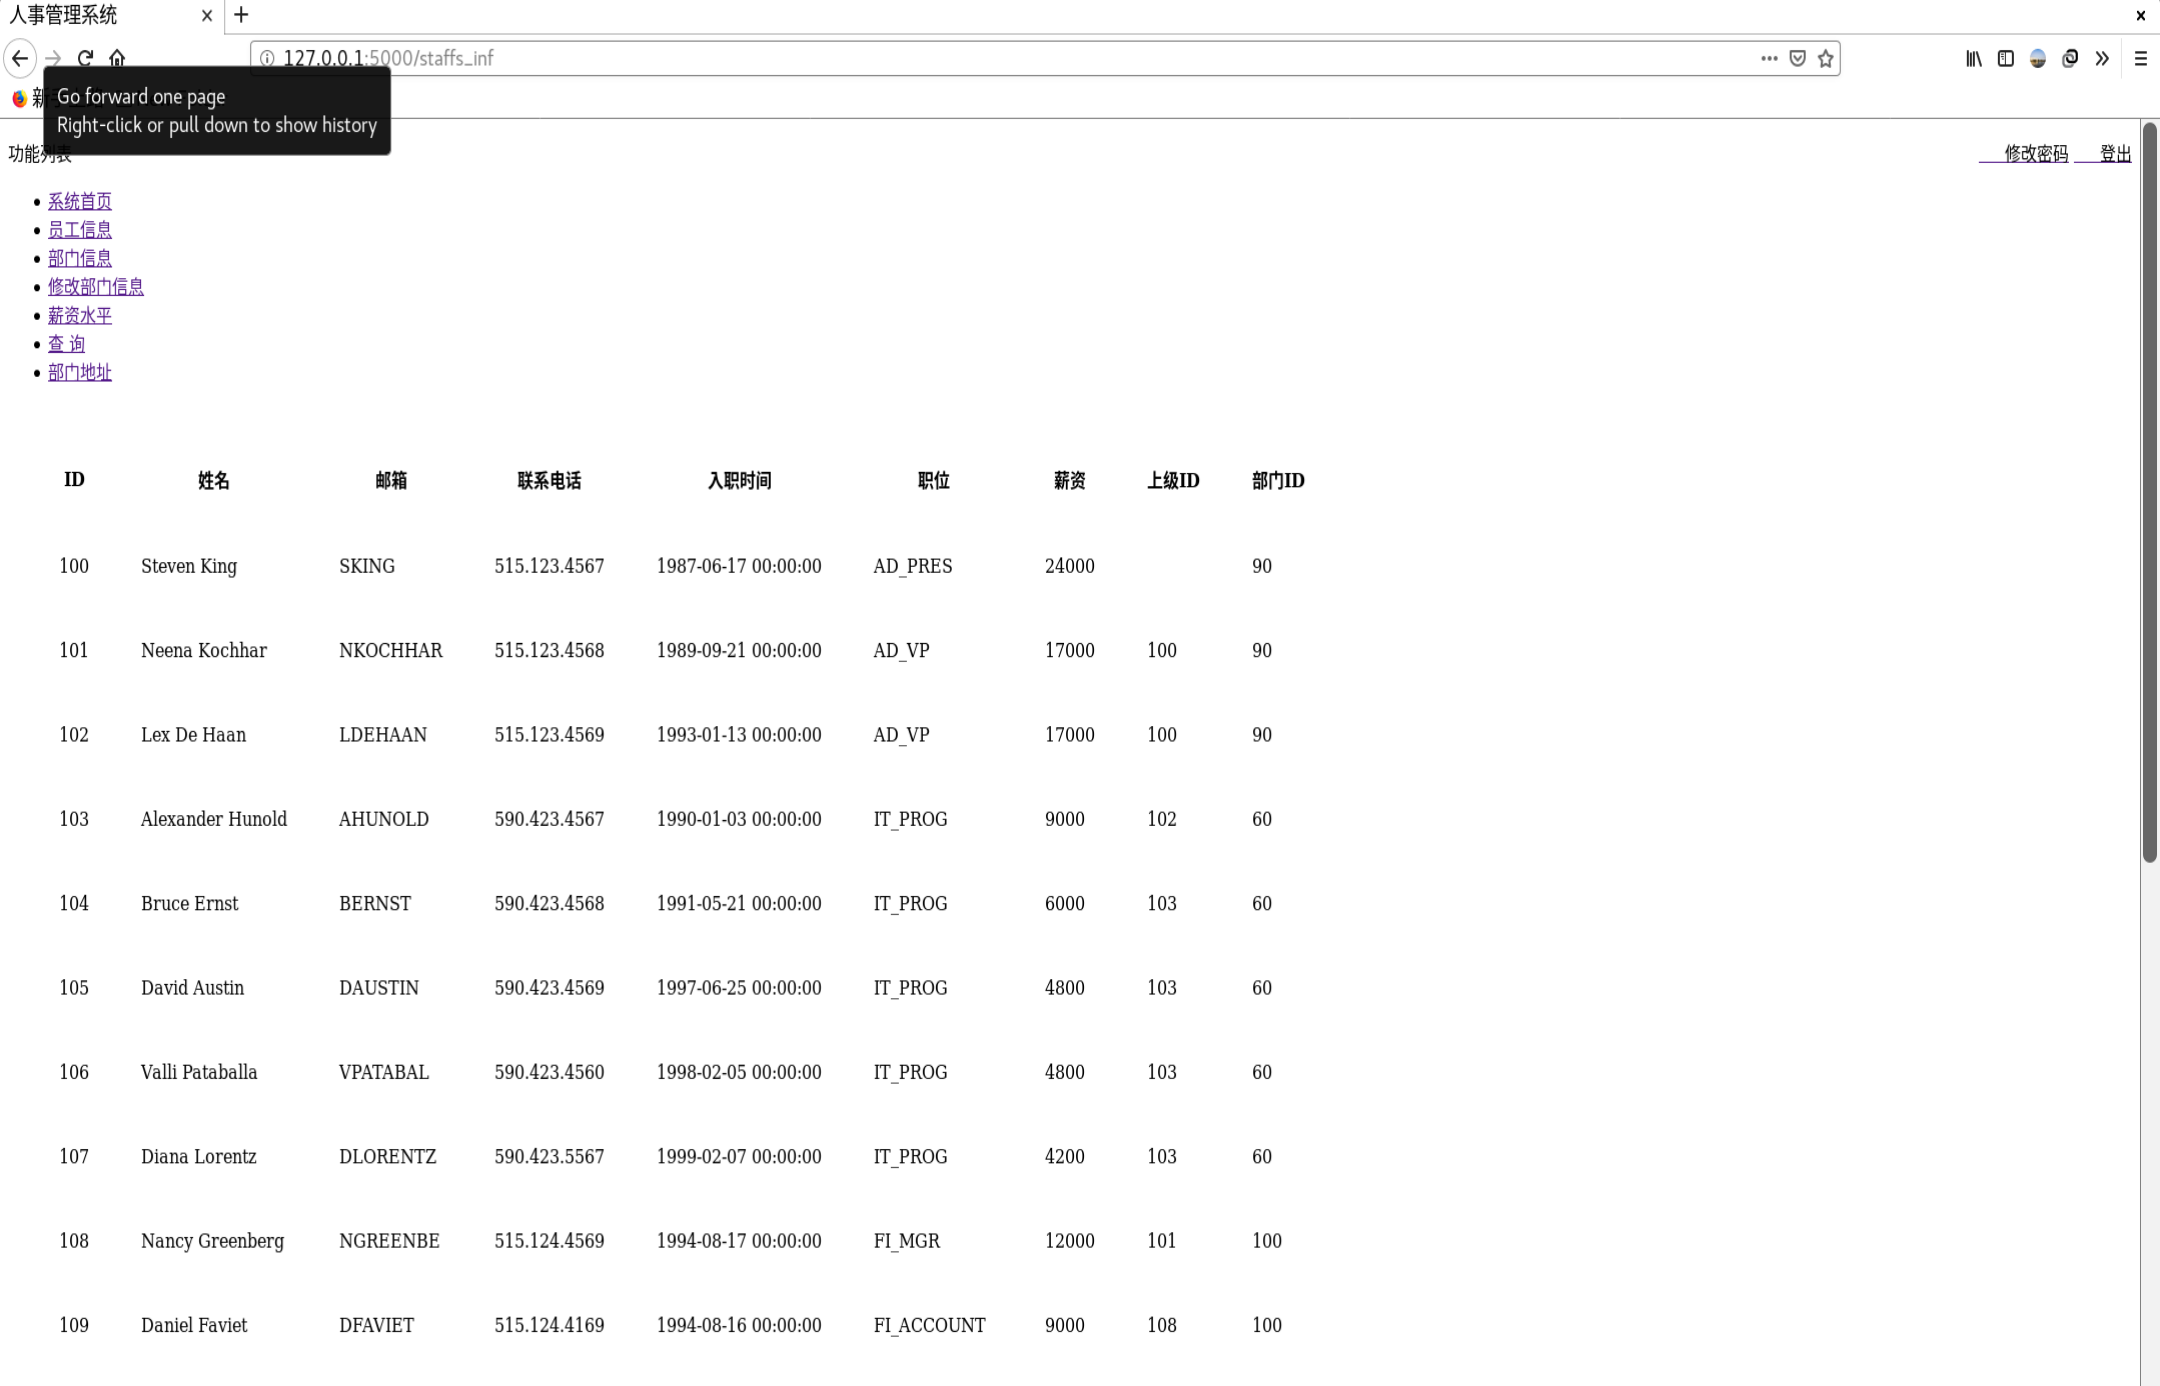 人事管理系统
127.0.0.1:5000/staffs_inf
新
Go forward one page
Right-click or pull down to show history
功能列表 修改密码 登出
系统首页
员工信息
部门信息
修改部门信息
薪资水平
查 询
部门地址
ID 姓名 邮箱 联系电话 入职时间 职位 薪资 上级ID 部门ID
100 Steven King SKING 515.123.4567 1987-06-17 00:00:00 AD_PRES 24000 90
101 Neena Kochhar NKOCHHAR 515.123.4568 1989-09-21 00:00:00 AD_VP 17000 100 90
102 Lex De Haan LDEHAAN 515.123.4569 1993-01-13 00:00:00 AD_VP 17000 100 90
103 Alexander Hunold AHUNOLD 590.423.4567 1990-01-03 00:00:00 IT_PROG 9000 102 60
104 Bruce Ernst BERNST 590.423.4568 1991-05-21 00:00:00 IT_PROG 6000 103 60
105 David Austin DAUSTIN 590.423.4569 1997-06-25 00:00:00 IT_PROG 4800 103 60
106 Valli Pataballa VPATABAL 590.423.4560 1998-02-05 00:00:00 IT_PROG 4800 103 60
107 Diana Lorentz DLORENTZ 590.423.5567 1999-02-07 00:00:00 IT_PROG 4200 103 60
108 Nancy Greenberg NGREENBE 515.124.4569 1994-08-17 00:00:00 FI_MGR 12000 101 100
109 Daniel Faviet DFAVIET 515.124.4169 1994-08-16 00:00:00 FI_ACCOUNT 9000 108 100